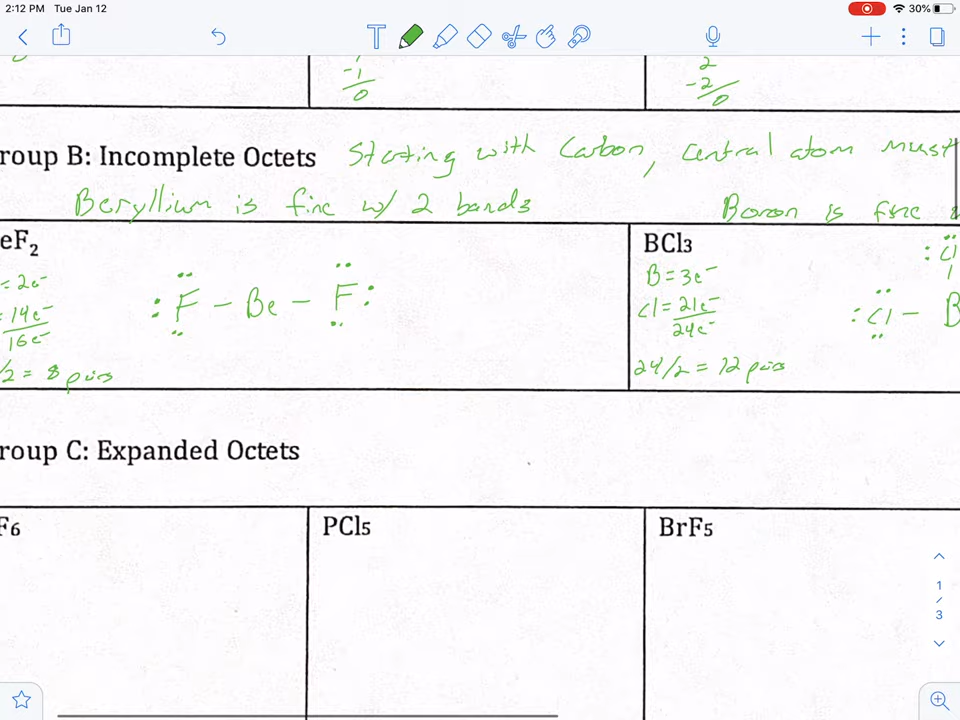 2:12 PM Tue Jan 12
30%
T
-1
0
2
-2
0
roup B: Incomplete Octets Starting with Carbon, Central atom must
Beryllium is fine w/ 2 bonds Boron is fine
eF2
= 2e-
= 14e-
16e-
/2 = 8 pairs
F - Be - F
BCl3
B = 3e-
Cl = 21e-
24e-
24/2 = 12 pairs
Cl
Cl - B
roup C: Expanded Octets
F6
PCl5
BrF5
1
/
3